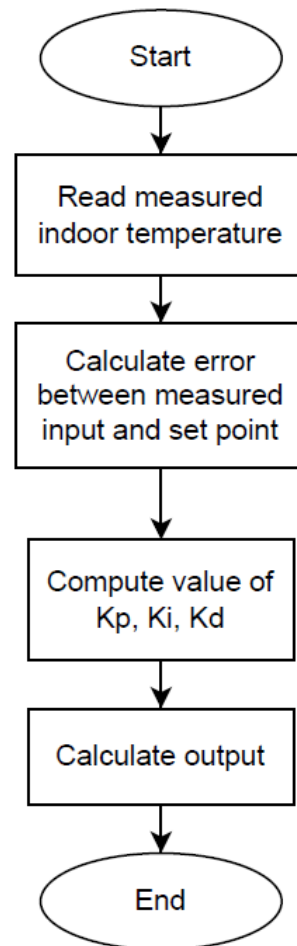 Start
Read measured
indoor temperature
Calculate error
between measured
input and set point
Compute value of
Kp, Ki, Kd
Calculate output
End